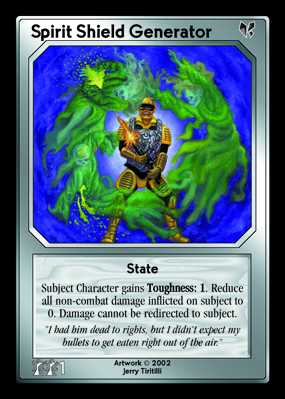 Spirit Shield Generator
State
Subject Character gains Toughness: 1. Reduce
all non-combat damage inflicted on subject to
0. Damage cannot be redirected to subject.
"I had him dead to rights, but I didn't expect my
bullets to get eaten right out of the air."
Artwork © 2002
Jerry Tiritilli